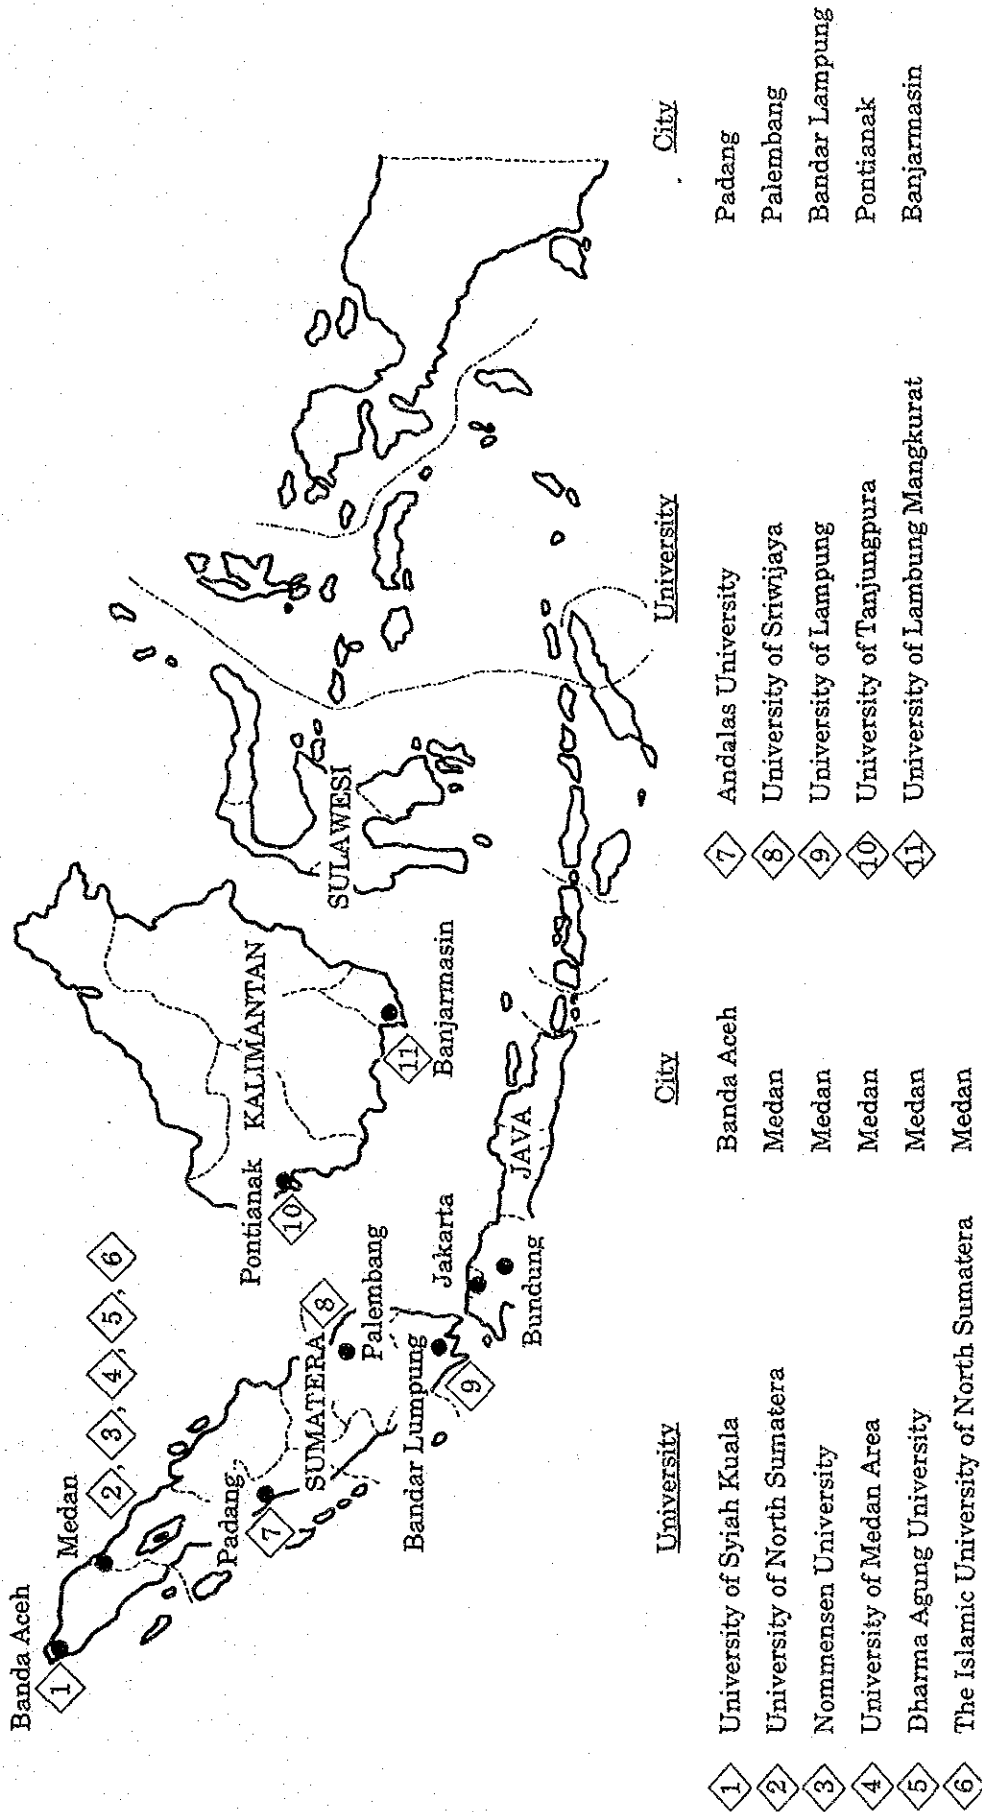 Banda Aceh
1
Medan
2, 3, 4, 5, 6
Padang
7
SUMATERA
8
Palembang
Bandar Lumpung
9
Jakarta
Bundung
JAVA
Pontianak
10
KALIMANTAN
11
Banjarmasin
SULAWESI
University City
1 University of Syiah Kuala Banda Aceh
2 University of North Sumatera Medan
3 Nommensen University Medan
4 University of Medan Area Medan
5 Dharma Agung University Medan
6 The Islamic University of North Sumatera Medan
University City
7 Andalas University Padang
8 University of Sriwijaya Palembang
9 University of Lampung Bandar Lampung
10 University of Tanjungpura Pontianak
11 University of Lambung Mangkurat Banjarmasin